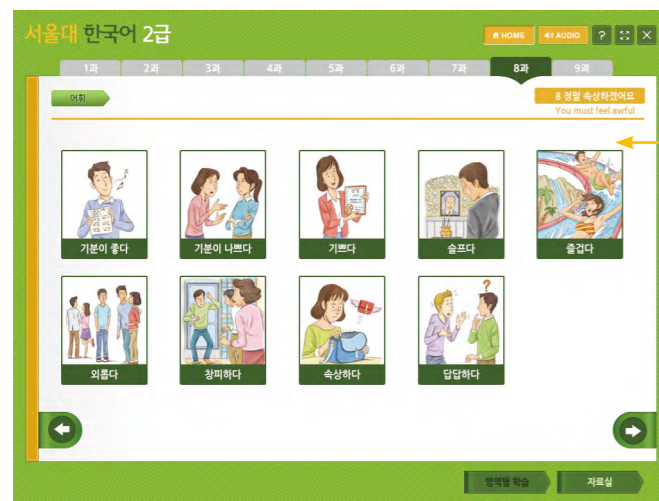 서울대 한국어 2급
HOME
AUDIO
?
1과 2과 3과 4과 5과 6과 7과 8과 9과
어휘
8 정말 속상하겠어요
You must feel awful
기분이 좋다
기분이 나쁘다
기쁘다
슬프다
즐겁다
외롭다
창피하다
속상하다
?
답답하다
영역별 학습
자료실